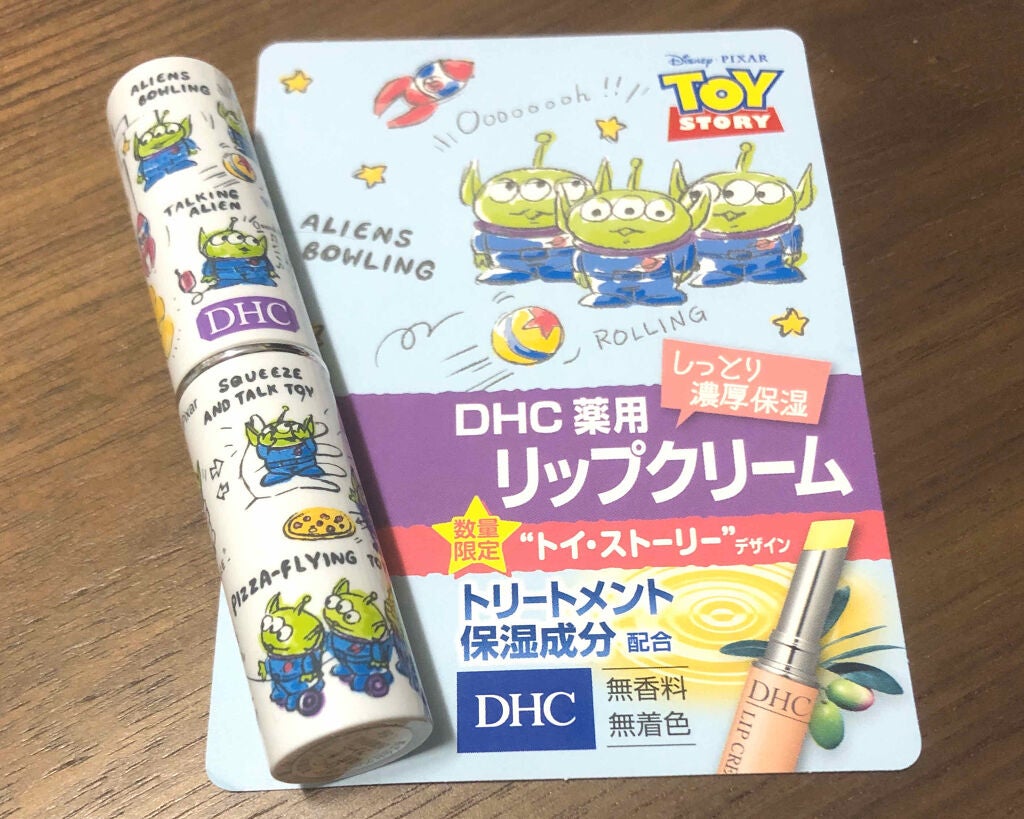 ALIENS
BOWLING
TALKING
ALIEN
DHC
SQUEEZE
AND TALK TOY
PIZZA-FLYING TO
Disney·PIXAR
TOY
STORY
Oooooooh!!
ALIENS
BOWLING
ROLLING
しっとり
濃厚保湿
DHC 薬用
リップクリーム
数量
限定
“トイ・ストーリー”デザイン
トリートメント
保湿成分 配合
DHC
無香料
無着色
DHC
LIP CRE